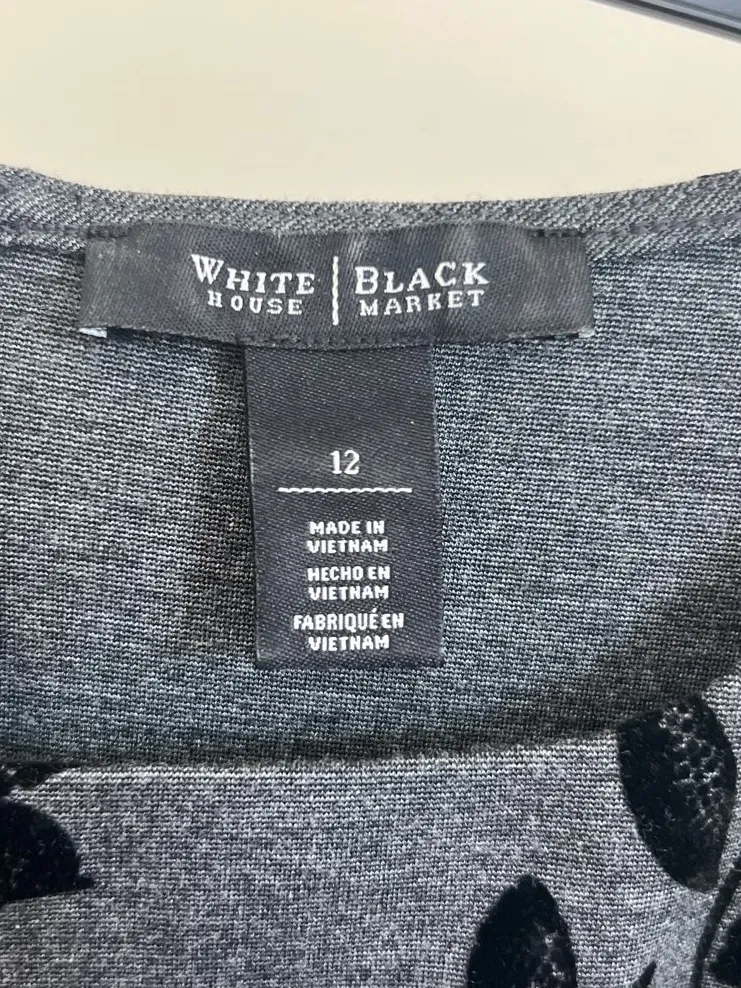 WHITE | BLACK
HOUSE | MARKET
12
MADE IN
VIETNAM
HECHO EN
VIETNAM
FABRIQUÉ EN
VIETNAM